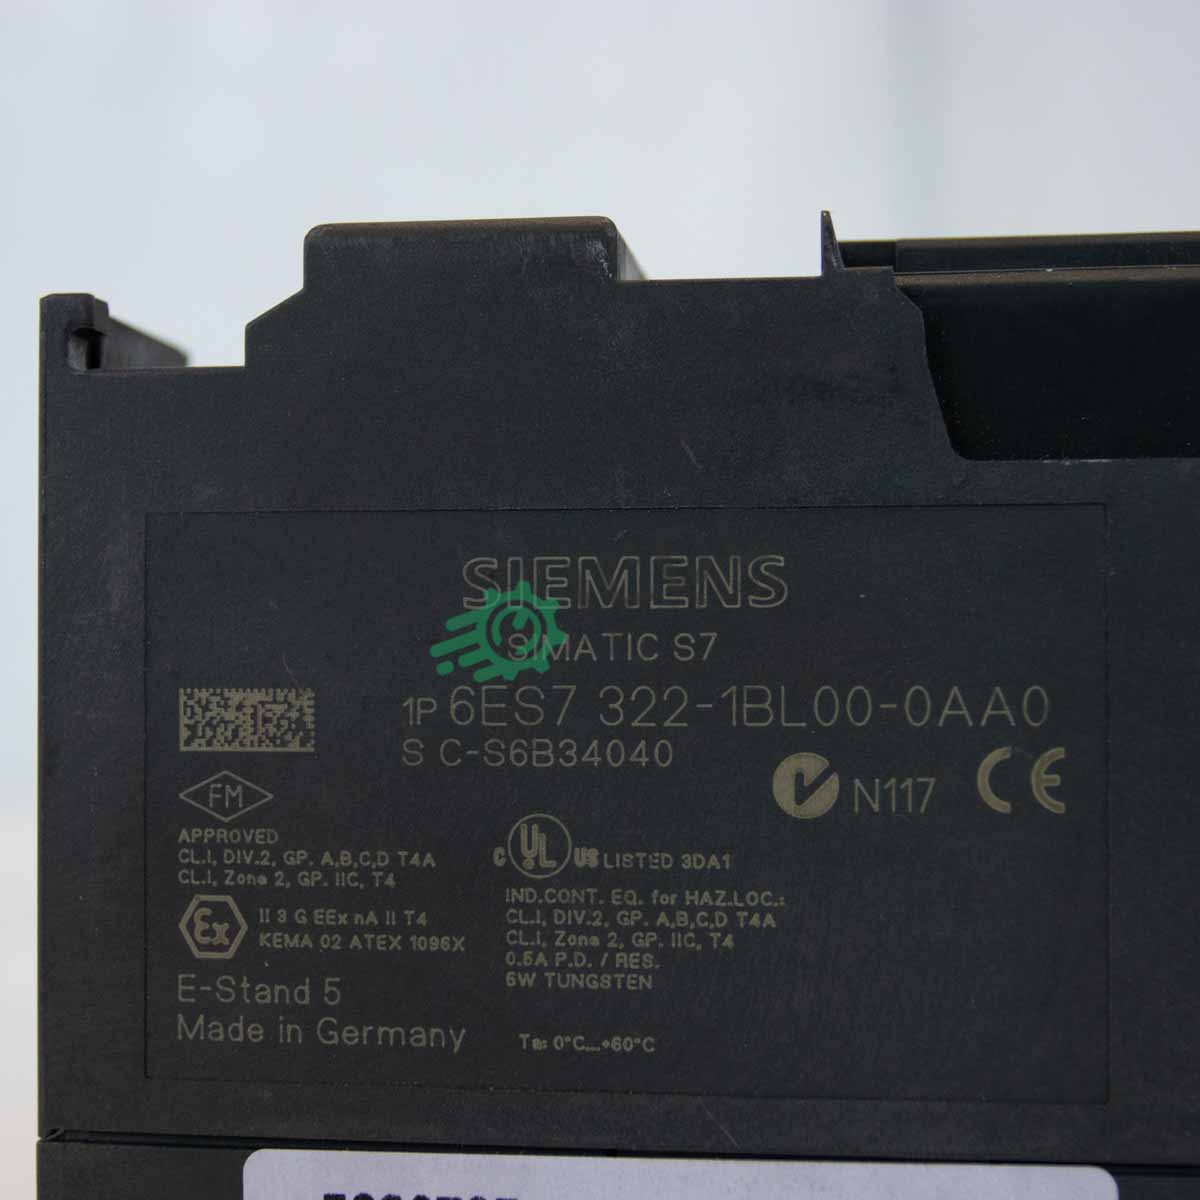 SIEMENS
SIMATIC S7
1P 6ES7 322-1BL00-0AA0
S C-S6B34040
N117 CE
FM
APPROVED
CL.I, DIV.2, GP. A,B,C,D T4A
CL.I, Zone 2, GP. IIC, T4
Ex II 3 G EEx nA II T4
KEMA 02 ATEX 1096X
E-Stand 5
Made in Germany
C UL US LISTED 3DA1
IND.CONT. EQ. for HAZ.LOC.:
CL.I, DIV.2, GP. A,B,C,D T4A
CL.I, Zone 2, GP. IIC, T4
0.5A P.D. / RES.
5W TUNGSTEN
Ta: 0°C...+60°C